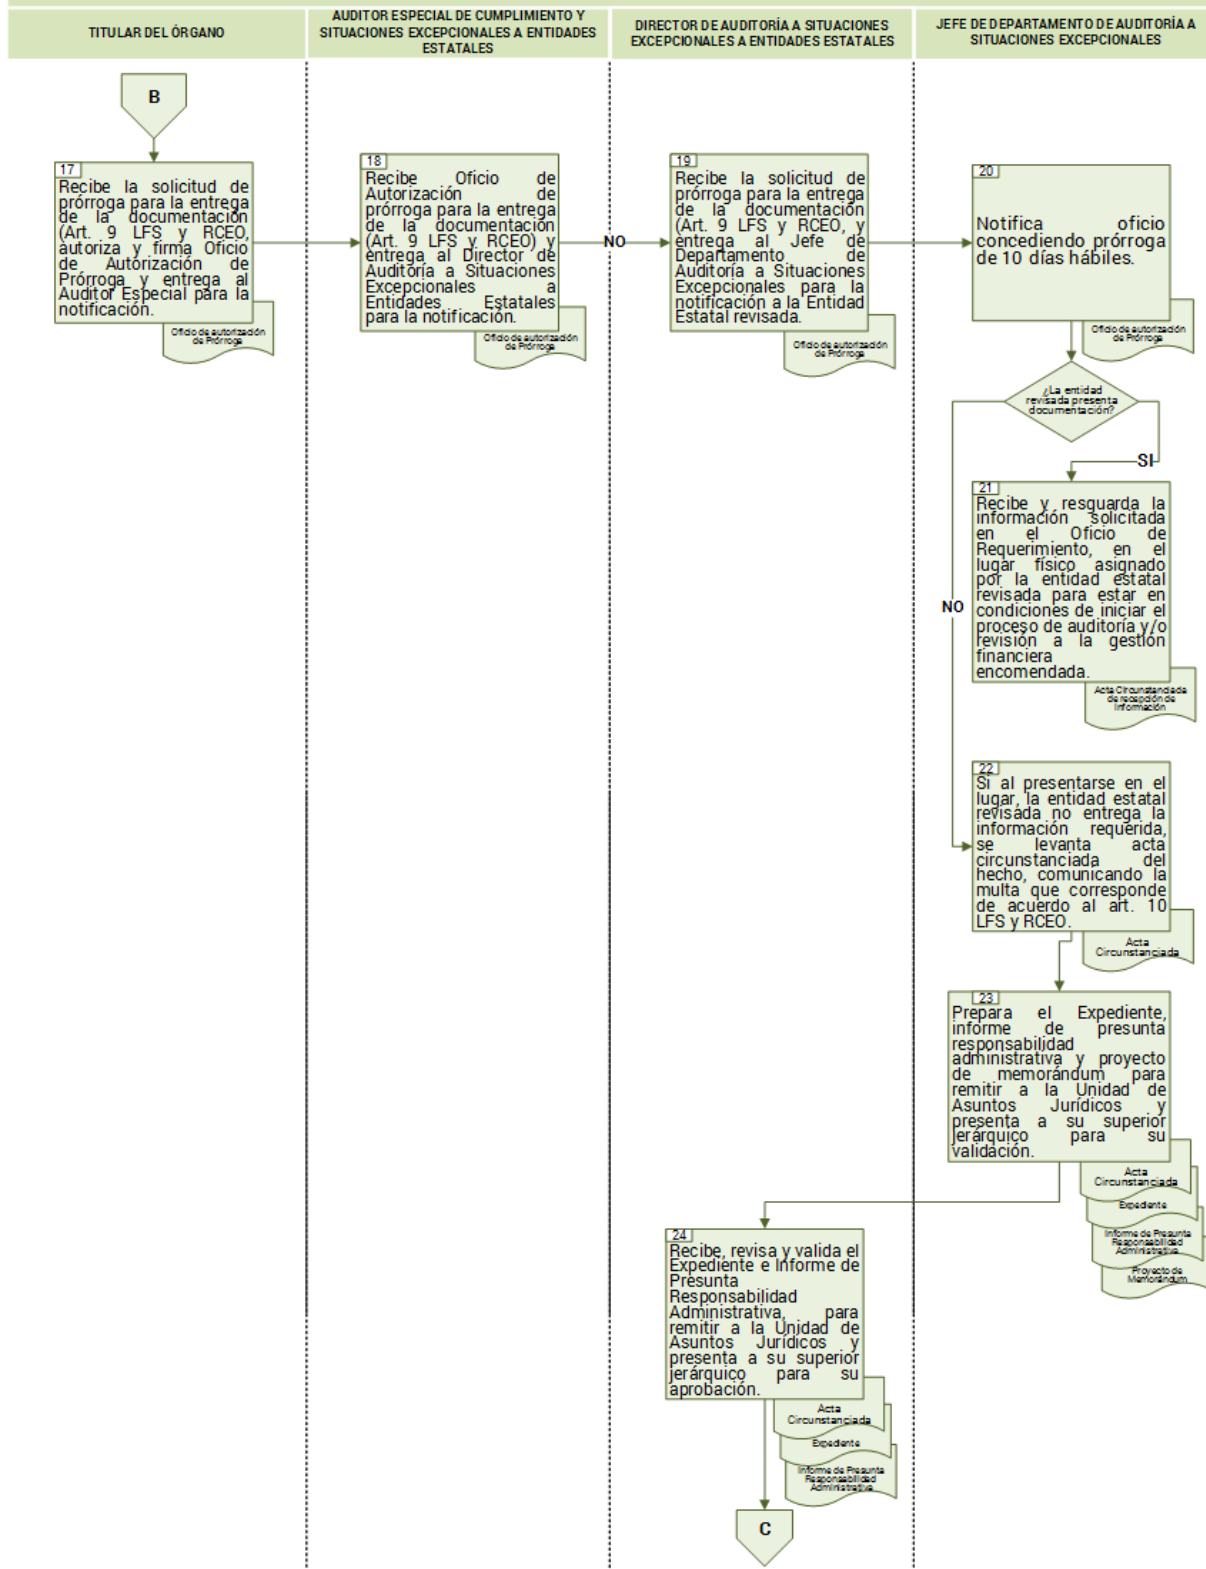 TITULAR DEL ÓRGANO
AUDITOR ESPECIAL DE CUMPLIMIENTO Y
SITUACIONES EXCEPCIONALES A ENTIDADES
ESTATALES
DIRECTOR DE AUDITORÍA A SITUACIONES
EXCEPCIONALES A ENTIDADES ESTATALES
JEFE DE DEPARTAMENTO DE AUDITORÍA A
SITUACIONES EXCEPCIONALES
B
17
Recibe la solicitud de
prórroga para la entrega
de la documentación
(Art. 9 LFS y RCEO,
autoriza y firma Oficio
de Autorización de
Prórroga y entrega al
Auditor Especial para la
notificación.
Oficio de autorización
de Prórroga
18
Recibe Oficio de
Autorización de
prórroga para la entrega
de la documentación
(Art. 9 LFS y RCEO) y
entrega al Director de
Auditoría a Situaciones
Excepcionales a
Entidades Estatales
para la notificación.
Oficio de autorización
de Prórroga
NO
19
Recibe la solicitud de
prórroga para la entrega
de la documentación
(Art. 9 LFS y RCEO, y
entrega al Jefe de
Departamento de
Auditoría a Situaciones
Excepcionales para la
notificación a la Entidad
Estatal revisada.
Oficio de autorización
de Prórroga
20
Notifica oficio
concediendo prórroga
de 10 días hábiles.
Oficio de autorización
de Prórroga
¿La entidad
revisada presenta
documentación?
SI
21
Recibe y resguarda la
información solicitada
en el Oficio de
Requerimiento, en el
lugar físico asignado
por la entidad estatal
revisada para estar en
condiciones de iniciar el
proceso de auditoría y/o
revisión a la gestión
financiera
encomendada.
NO
Acta Circunstanciada
de recepción de
Información
22
Si al presentarse en el
lugar, la entidad estatal
revisada no entrega la
información requerida,
se levanta acta
circunstanciada del
hecho, comunicando la
multa que corresponde
de acuerdo al art. 10
LFS y RCEO.
Acta
Circunstanciada
23
Prepara el Expediente,
informe de presunta
responsabilidad
administrativa y proyecto
de memorándum para
remitir a la Unidad de
Asuntos Jurídicos y
presenta a su superior
jerárquico para su
validación.
Acta
Circunstanciada
Expediente
Informe de Presunta
Responsabilidad
Administrativa
Proyecto de
Memorándum
24
Recibe, revisa y valida el
Expediente e Informe de
Presunta
Responsabilidad
Administrativa, para
remitir a la Unidad de
Asuntos Jurídicos y
presenta a su superior
jerárquico para su
aprobación.
Acta
Circunstanciada
Expediente
Informe de Presunta
Responsabilidad
Administrativa
C